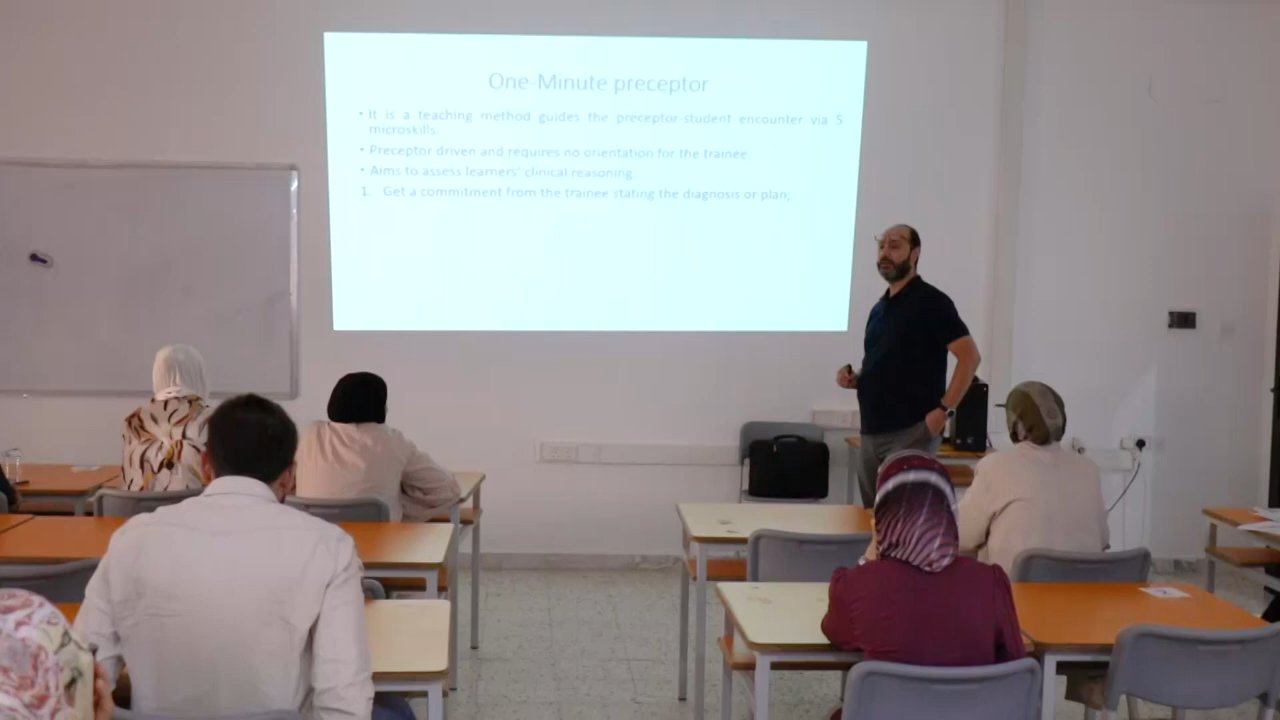 One-Minute preceptor
• It is a teaching method guides the preceptor-student encounter via 5
microskills.
• Preceptor driven and requires no orientation for the trainee.
• Aims to assess learners' clinical reasoning.
1. Get a commitment from the trainee stating the diagnosis or plan;